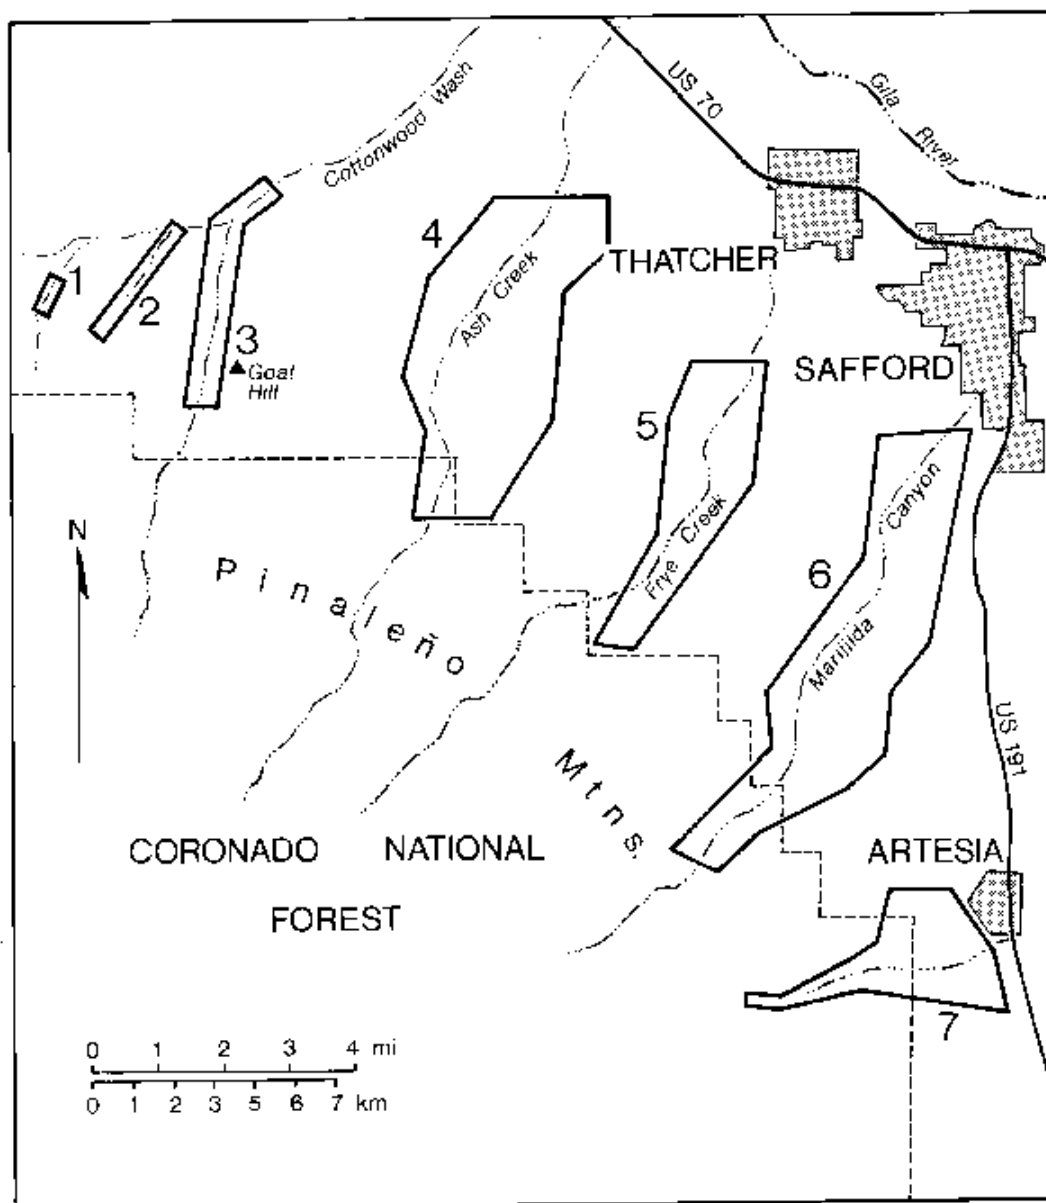 US 70
Gila River
Cottonwood Wash
1
2
3
4
Ash Creek
THATCHER
Goat
Hill
SAFFORD
5
Frye Creek
N
Pinaleño
Mtns.
6
Marijilda Canyon
US 191
CORONADO NATIONAL
FOREST
ARTESIA
7
0 1 2 3 4 mi
0 1 2 3 5 6 7 km